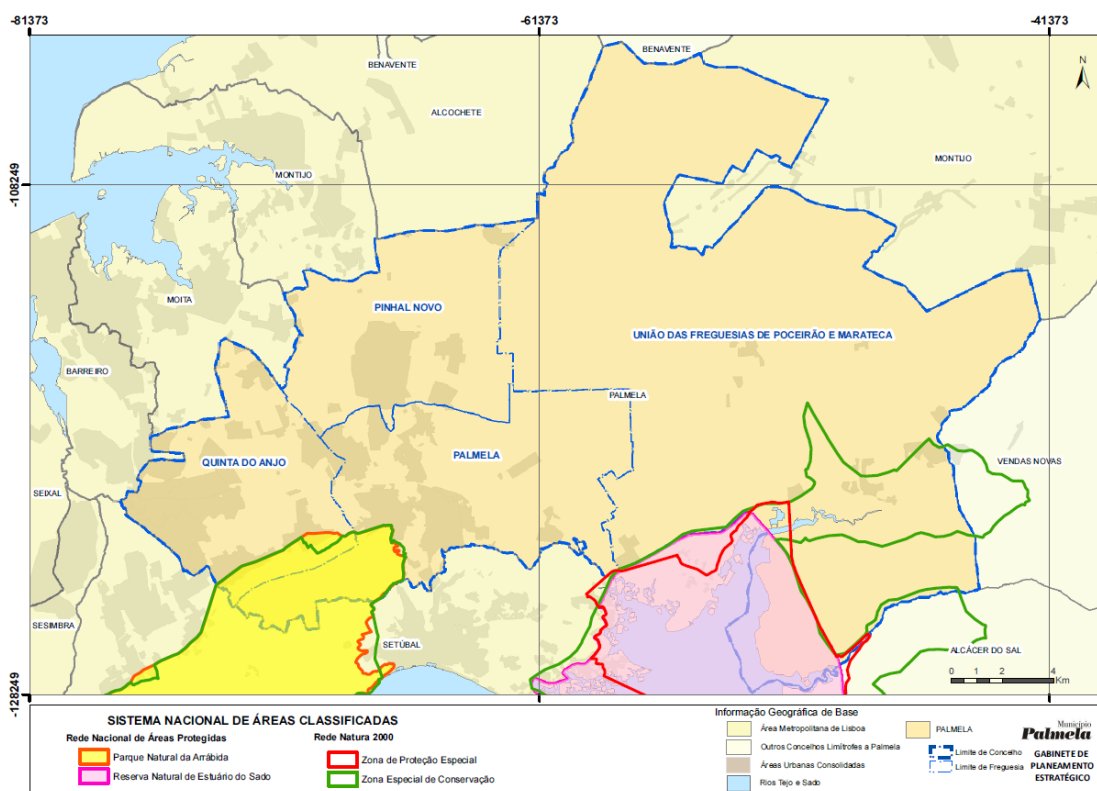 -81373
-61373
-41373
BENAVENTE
BENAVENTE
ALCOCHETE
N
MONTIJO
MONTIJO
-108249
-108249
MOITA
PINHAL NOVO
UNIÃO DAS FREGUESIAS DE POCEIRÃO E MARATECA
BARREIRO
PALMELA
QUINTA DO ANJO
PALMELA
VENDAS NOVAS
SEIXAL
SESIMBRA
SETÚBAL
ALCÁCER DO SAL
0 1 2 4
Km
-128249
-128249
SISTEMA NACIONAL DE ÁREAS CLASSIFICADAS
Rede Nacional de Áreas Protegidas
Parque Natural da Arrábida
Reserva Natural de Estuário do Sado
Rede Natura 2000
Zona de Proteção Especial
Zona Especial de Conservação
Informação Geográfica de Base
Área Metropolitana de Lisboa
Outros Concelhos Limítrofes a Palmela
Áreas Urbanas Consolidadas
Rios Tejo e Sado
PALMELA
Limite de Concelho
Limite de Freguesia
Município
Palmela
GABINETE DE
PLANEAMENTO
ESTRATÉGICO